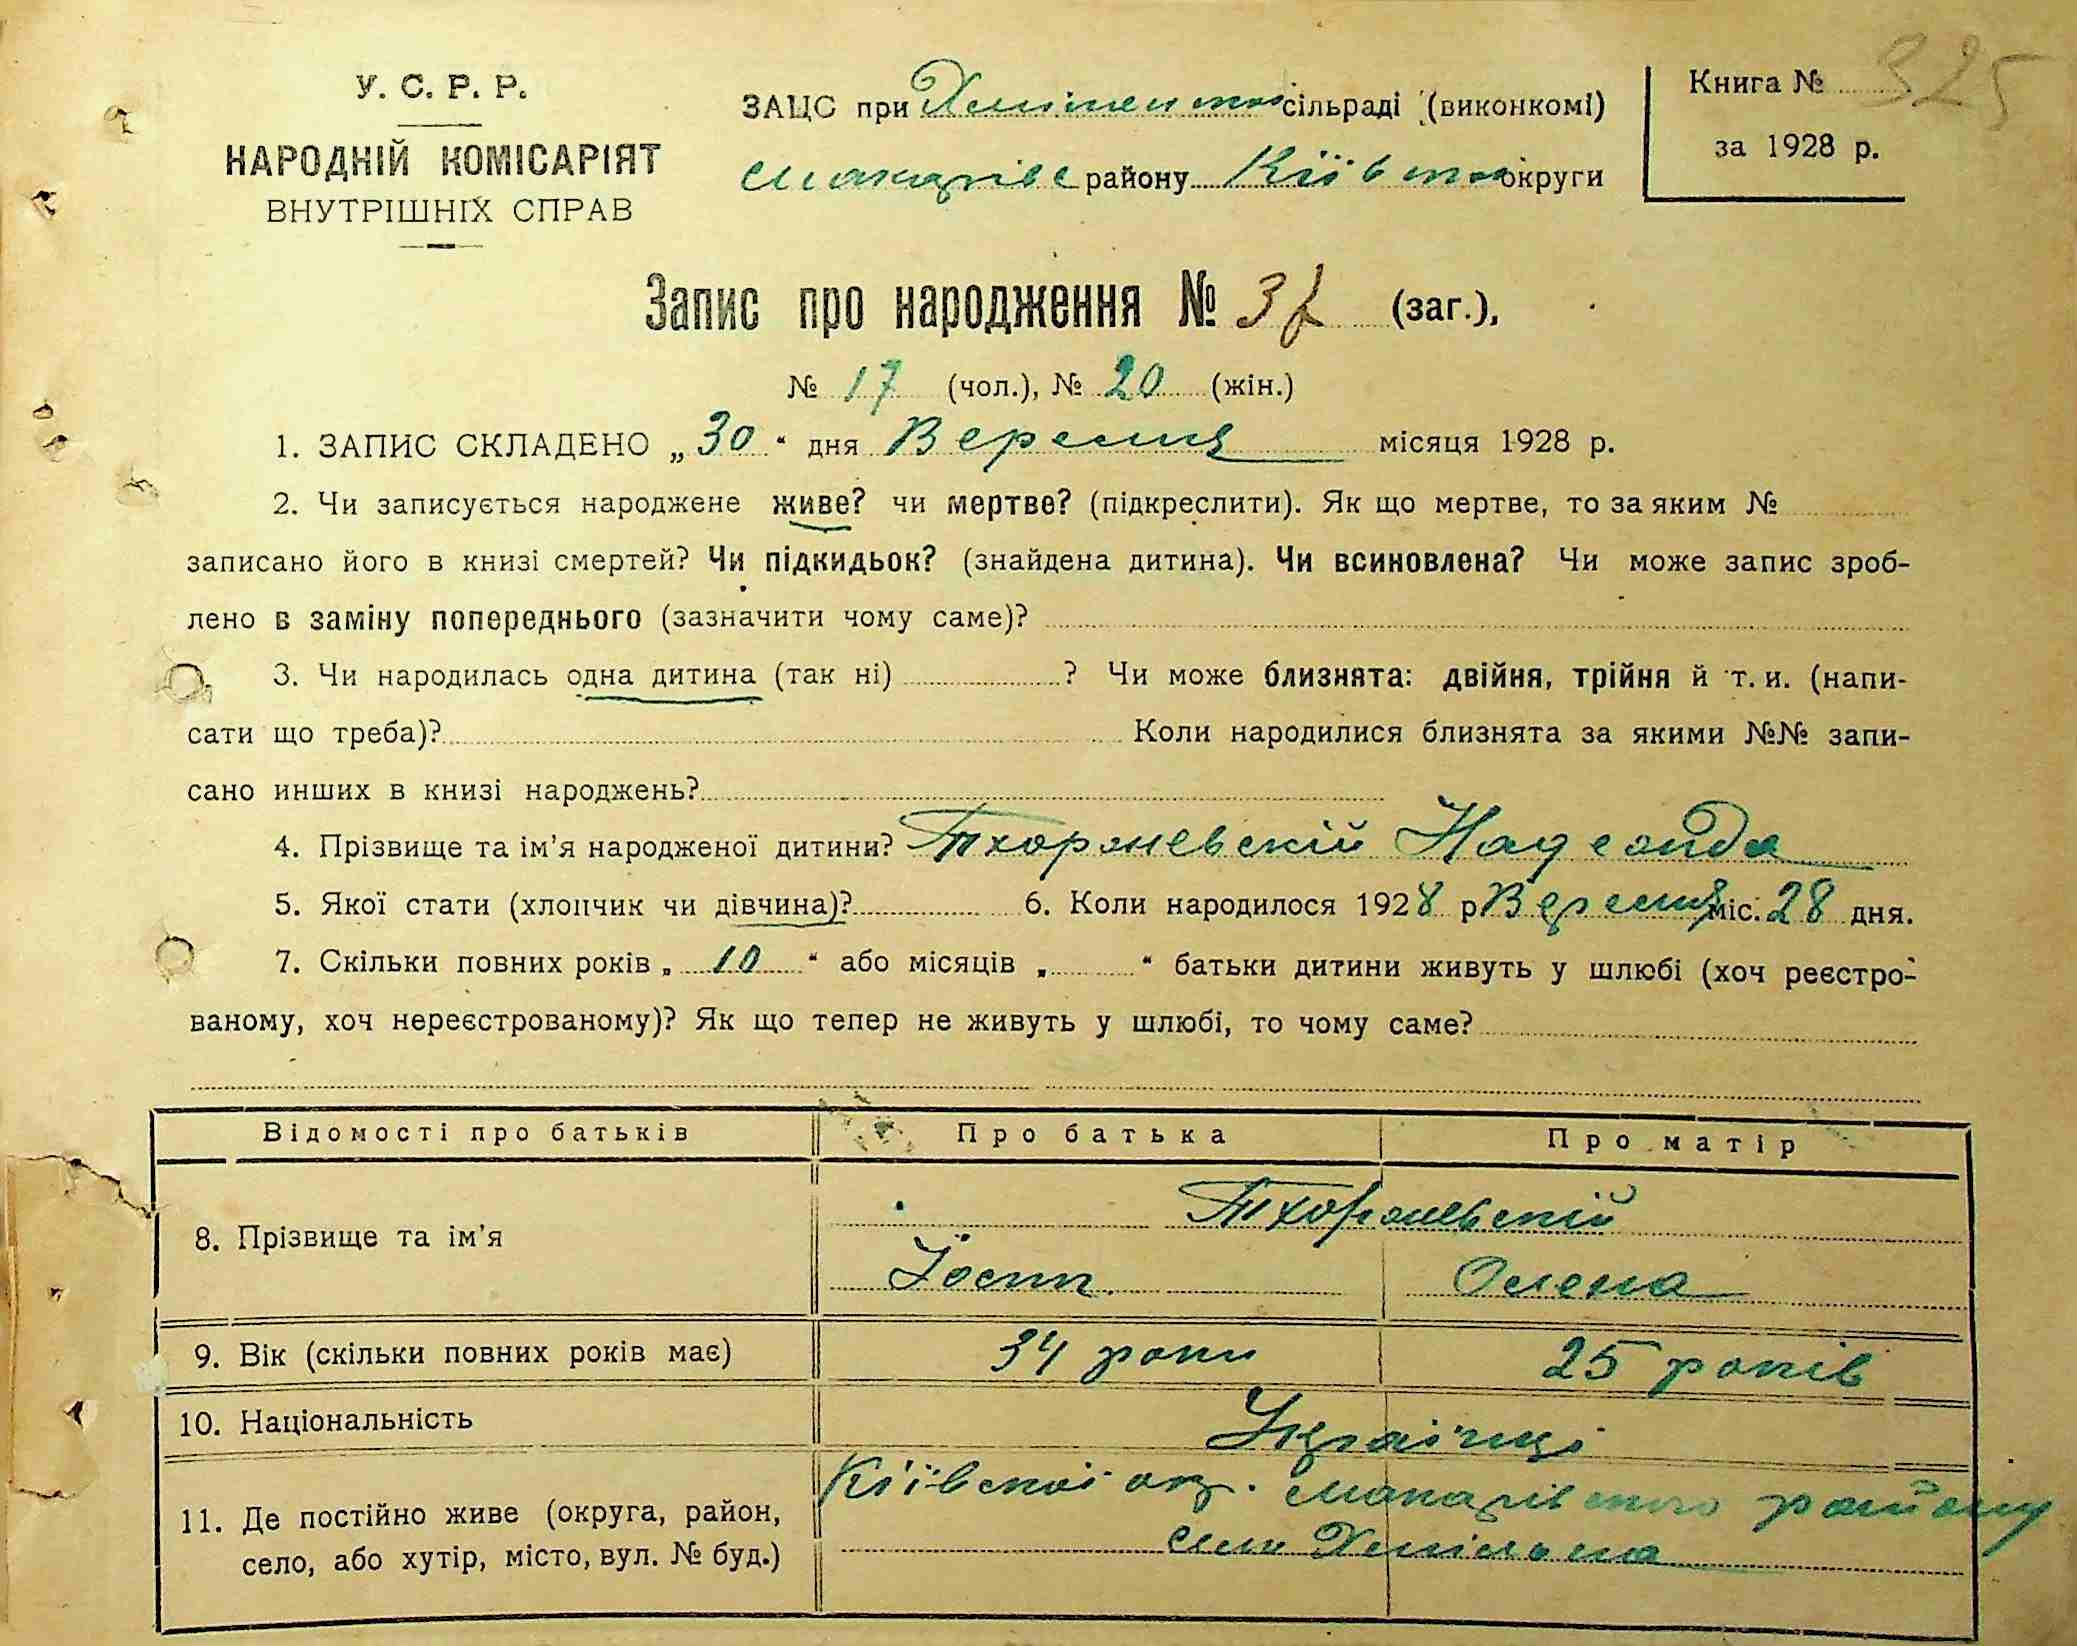 325
У. С. Р. Р.
НАРОДНІЙ КОМІСАРІЯТ
ВНУТРІШНІХ СПРАВ
ЗАЦС при сільраді (виконкомі)
Макарівс району Київсько округи
Книга №
за 1928 р.
Запис про народження № 37 (заг.),
№ 17 (чол.), № 20 (жін.)
1. ЗАПИС СКЛАДЕНО „30“ дня Вересня місяця 1928 р.
2. Чи записується народжене живе? чи мертве? (підкреслити). Як що мертве, то за яким №
записано його в книзі смертей? Чи підкидьок? (знайдена дитина). Чи всиновлена? Чи може запис зроб-
лено в заміну попереднього (зазначити чому саме)?
3. Чи народилась одна дитина (так ні) ? Чи може близнята: двійня, трійня й т. и. (напи-
сати що треба)? Коли народилися близнята за якими №№ запи-
сано инших в книзі народжень?
4. Прізвище та ім'я народженої дитини? Тхоржевскій
5. Якої стати (хлопчик чи дівчина)? 6. Коли народилося 1928 р Вересня міс. 28 дня.
7. Скільки повних років „10“ або місяців „ “ батьки дитини живуть у шлюбі (хоч реєстро-
ваному, хоч нереєстрованому)? Як що тепер не живуть у шлюбі, то чому саме?
Відомості про батьків Про батька Про матір
8. Прізвище та ім'я Тхоржевскій
Йосип Олена
9. Вік (скільки повних років має) 34 роки 25 років
10. Національність Українці
11. Де постійно живе (округа, район, Київскої окр. Макарівського району
село, або хутір, місто, вул. № буд.) село